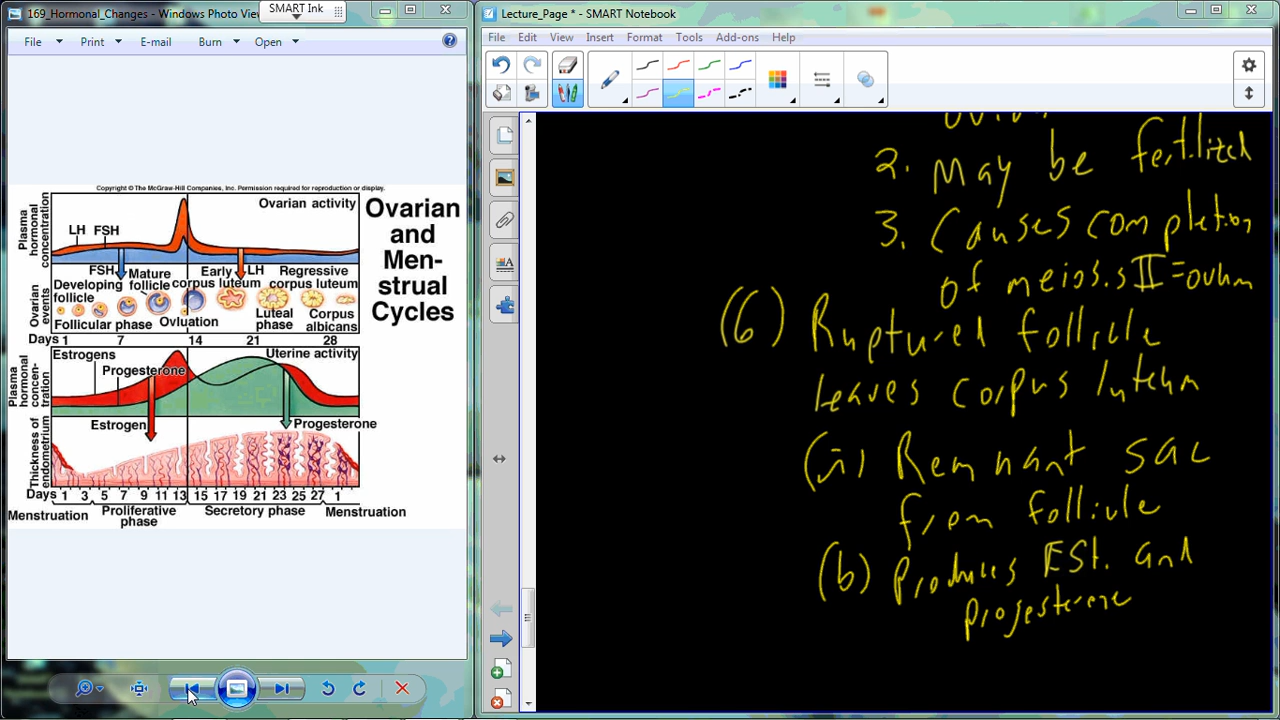 169_Hormonal_Changes - Windows Photo Vie
SMART Ink
File Print E-mail Burn Open
Copyright © The McGraw-Hill Companies, Inc. Permission required for reproduction or display.
Ovarian activity
Plasma hormonal concentration
LH FSH
FSH
Mature follicle
Early corpus luteum
LH
Regressive corpus luteum
Ovarian events
Developing follicle
Follicular phase
Ovluation
Luteal phase
Corpus albicans
Days 1 7 14 21 28
Ovarian
and
Men-
strual
Cycles
Plasma hormonal concen-tration
Estrogens
Uterine activity
Progesterone
Estrogen
Progesterone
Thickness of endometrium
Days 1 3 5 7 9 11 13 15 17 19 21 23 25 27 1
Menstruation
Proliferative phase
Secretory phase
Menstruation
Lecture_Page * - SMART Notebook
File Edit View Insert Format Tools Add-ons Help
2. May be fertilized
3. Causes completion
of meiosis II = ovum
(6) Ruptured follicle
leaves corpus luteum
Remnant sac
from follicle
(b) Produces Est. and
progesterone